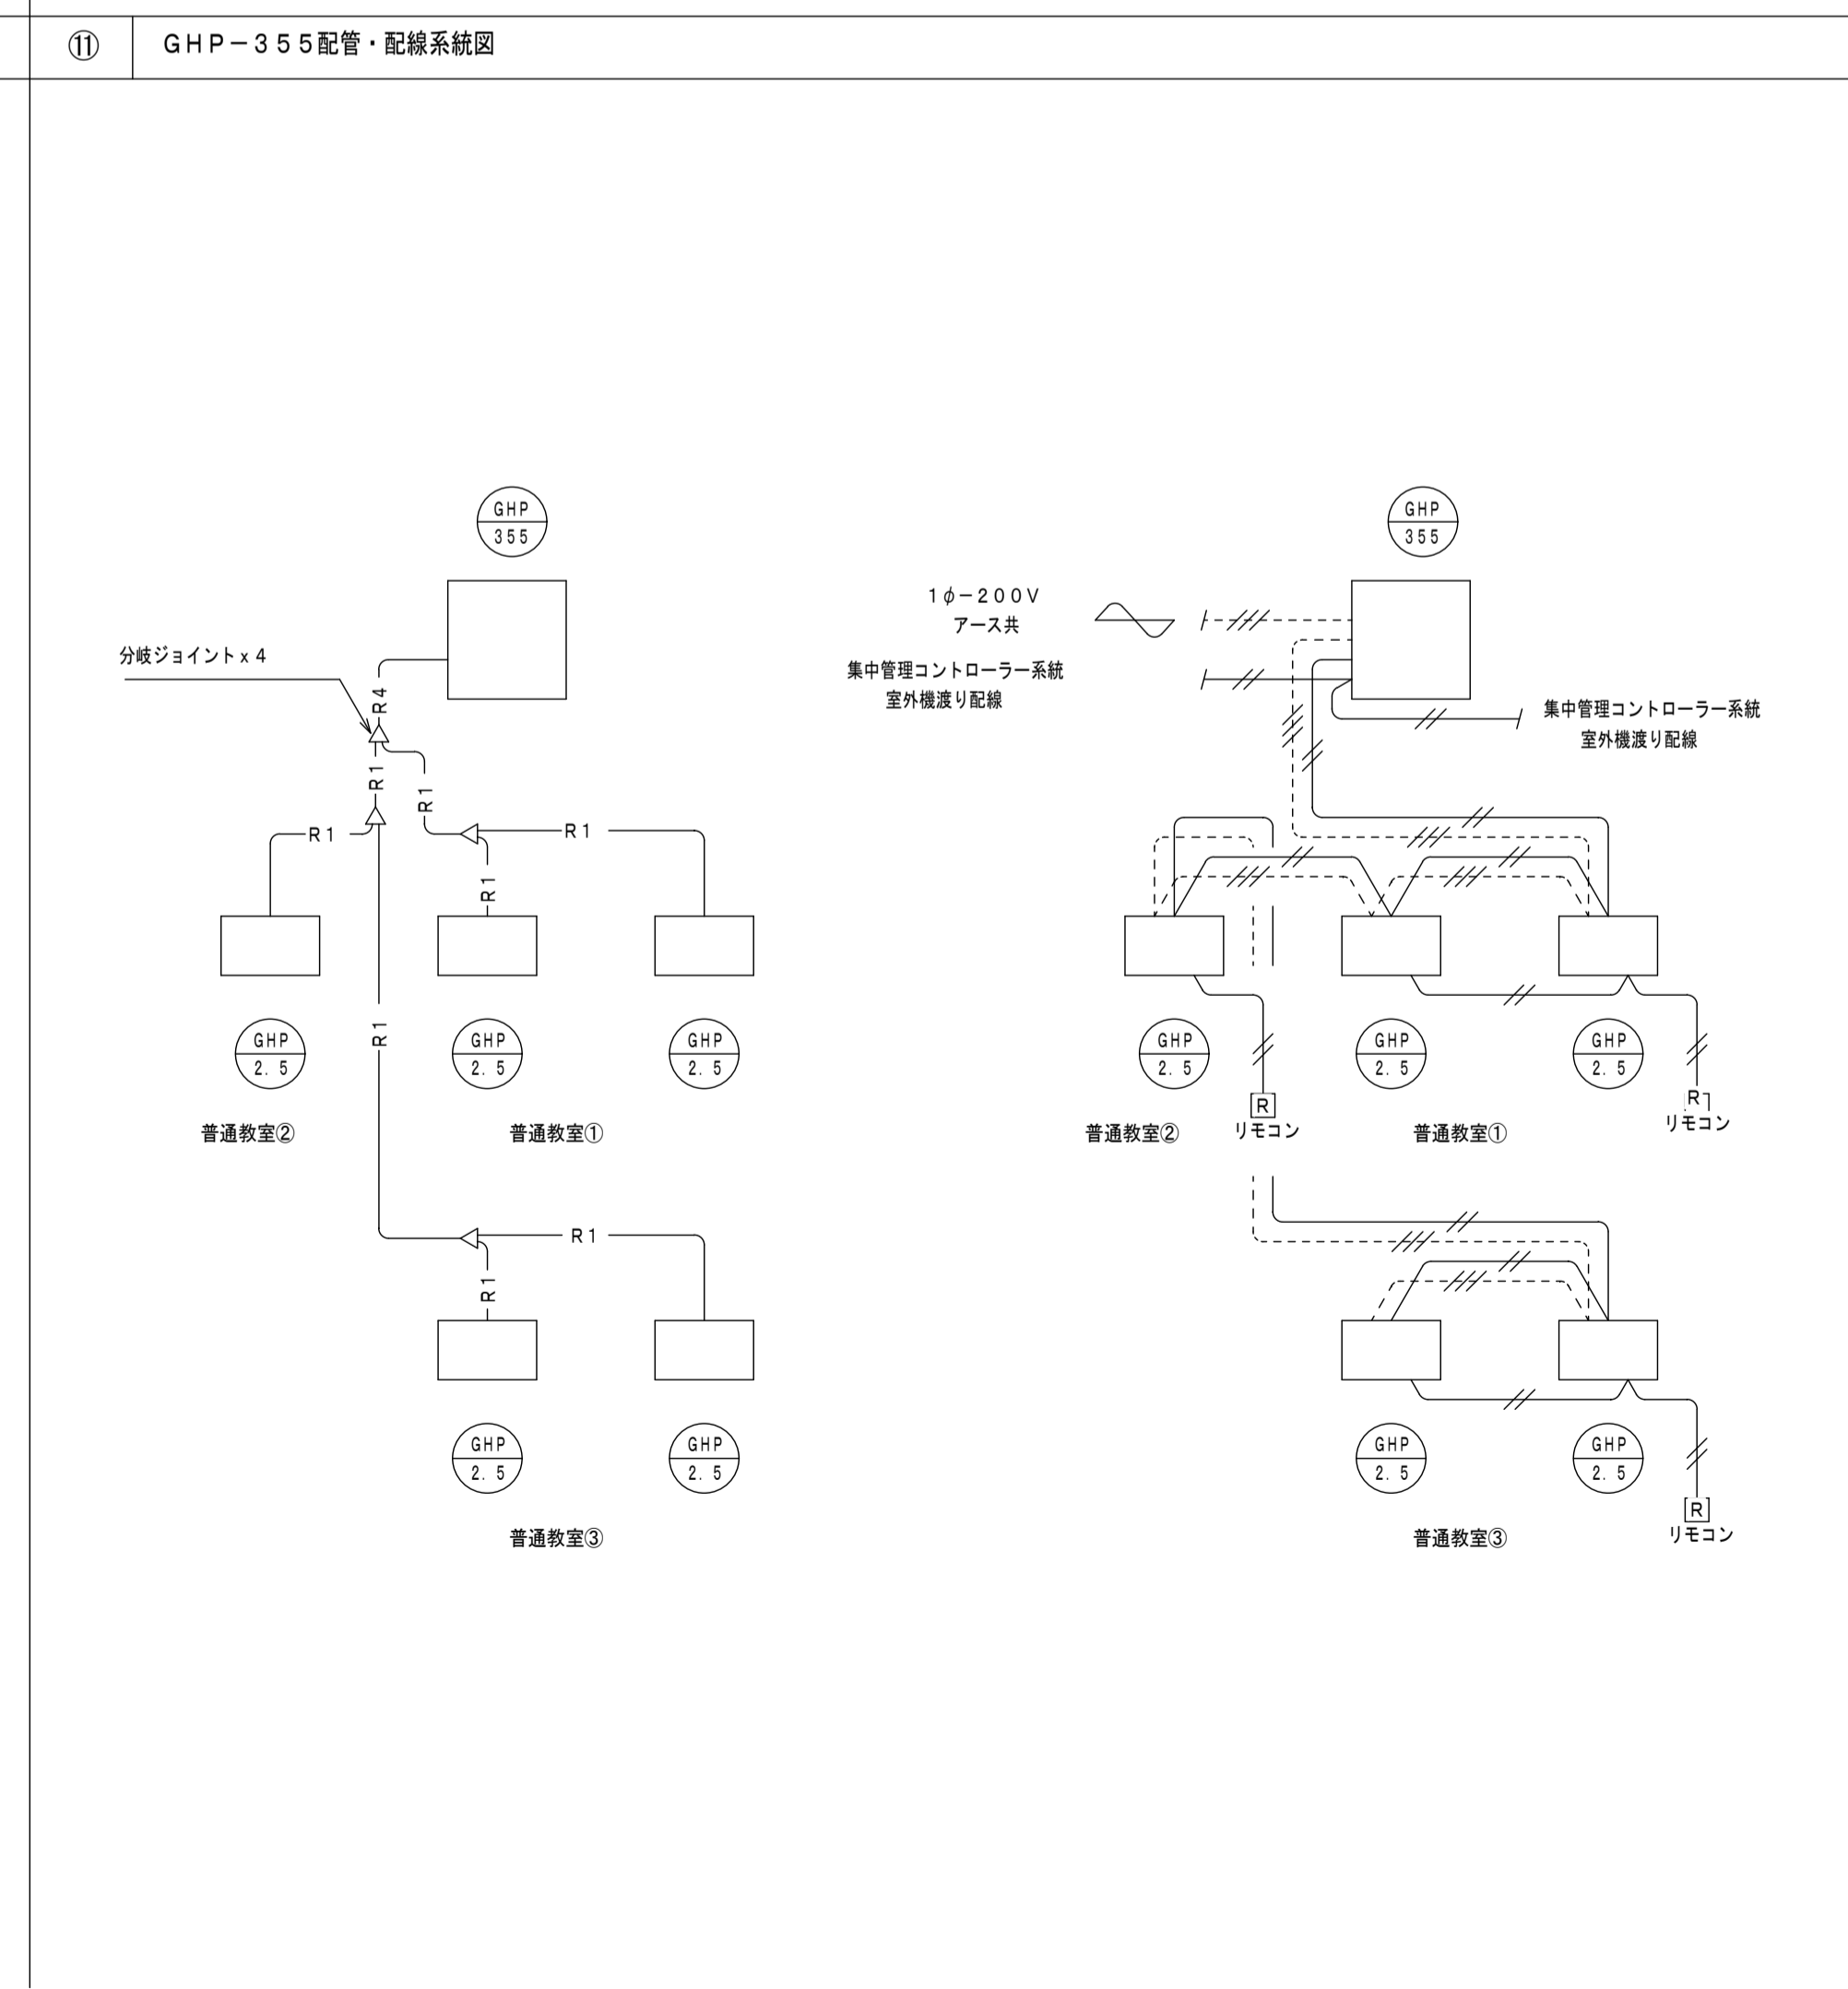 ⑪
GHP-355配管・配線系統図
GHP
355
分岐ジョイントx4
R4
R1
R1
R1
R1
R1
GHP
2.5
GHP
2.5
GHP
2.5
普通教室②
普通教室①
R1
R1
R1
GHP
2.5
GHP
2.5
普通教室③
GHP
355
1φ-200V
アース共
集中管理コントローラー系統
室外機渡り配線
集中管理コントローラー系統
室外機渡り配線
GHP
2.5
GHP
2.5
GHP
2.5
R
リモコン
R
リモコン
普通教室②
普通教室①
GHP
2.5
GHP
2.5
R
リモコン
普通教室③